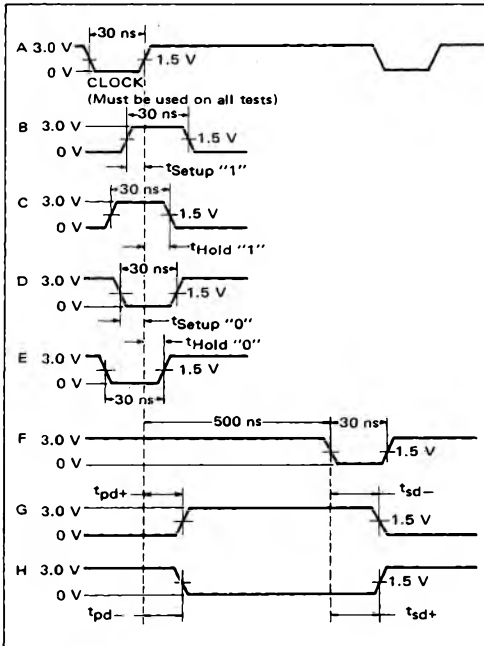 30 ns
A 3.0 V
1.5 V
0 V
CLOCK
(Must be used on all tests)
30 ns
B 3.0 V
1.5 V
0 V
tSetup "1"
30 ns
C 3.0 V
1.5 V
0 V
tHold "1"
30 ns
D 3.0 V
1.5 V
0 V
tSetup "0"
tHold "0"
E 3.0 V
1.5 V
0 V
30 ns
500 ns 30 ns
F 3.0 V
1.5 V
0 V
tpd+ tsd−
G 3.0 V
1.5 V
0 V
H 3.0 V
1.5 V
0 V
tpd− tsd+